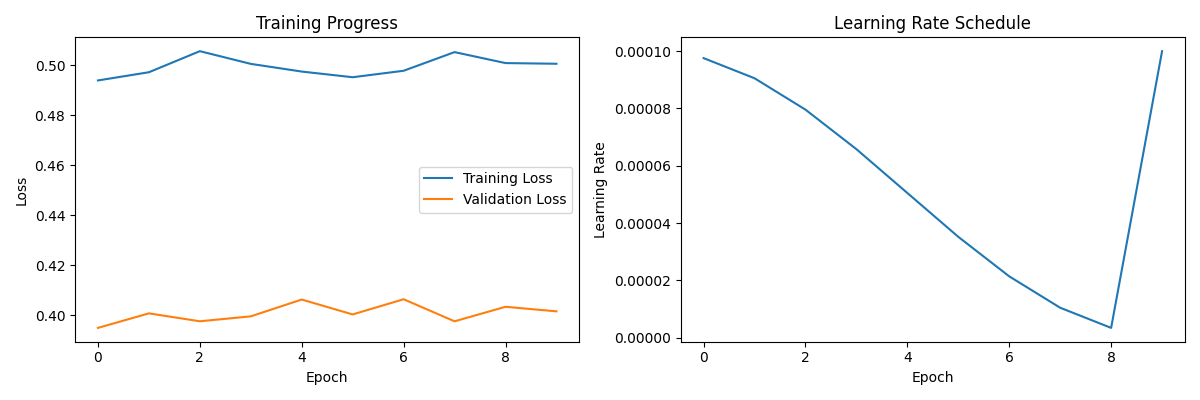 Training Progress
Loss
0.50
0.48
0.46
0.44
0.42
0.40
Training Loss
Validation Loss
0 2 4 6 8
Epoch
Learning Rate Schedule
Learning Rate
0.00010
0.00008
0.00006
0.00004
0.00002
0.00000
0 2 4 6 8
Epoch